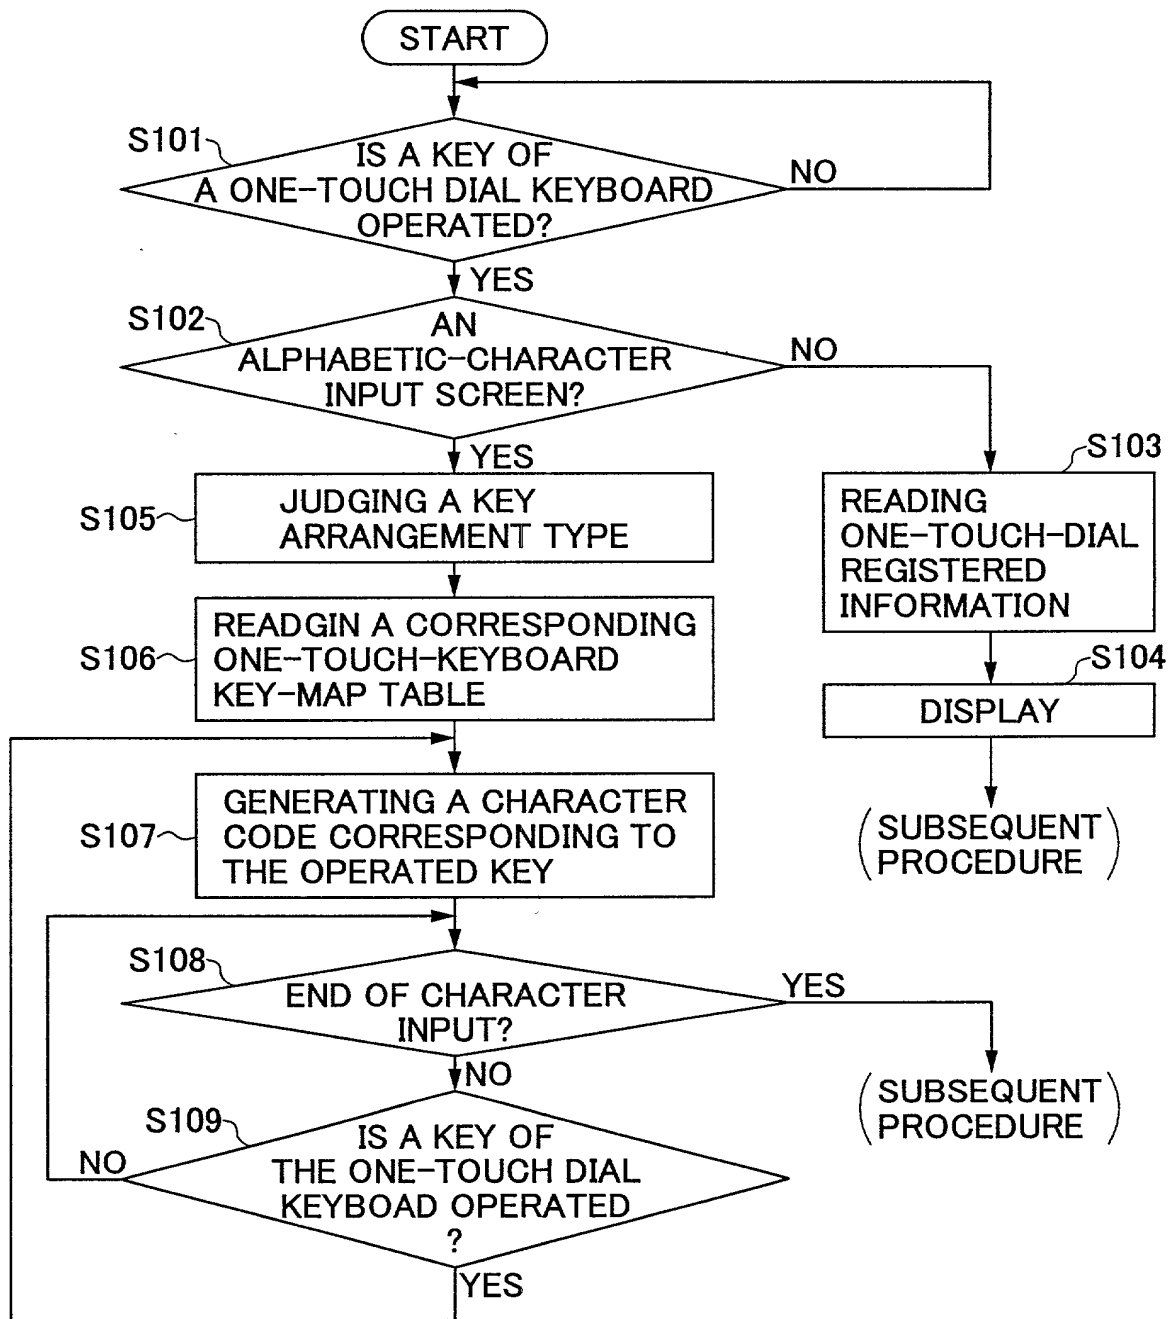 START
S101
IS A KEY OF
A ONE-TOUCH DIAL KEYBOARD
OPERATED?
NO
YES
S102
AN
ALPHABETIC-CHARACTER
INPUT SCREEN?
NO
YES
S103
READING
ONE-TOUCH-DIAL
REGISTERED
INFORMATION
S104
DISPLAY
(SUBSEQUENT
PROCEDURE)
S105
JUDGING A KEY
ARRANGEMENT TYPE
S106
READGIN A CORRESPONDING
ONE-TOUCH-KEYBOARD
KEY-MAP TABLE
S107
GENERATING A CHARACTER
CODE CORRESPONDING TO
THE OPERATED KEY
S108
END OF CHARACTER
INPUT?
YES
(SUBSEQUENT
PROCEDURE)
NO
S109
IS A KEY OF
THE ONE-TOUCH DIAL
KEYBOAD OPERATED
?
NO
YES